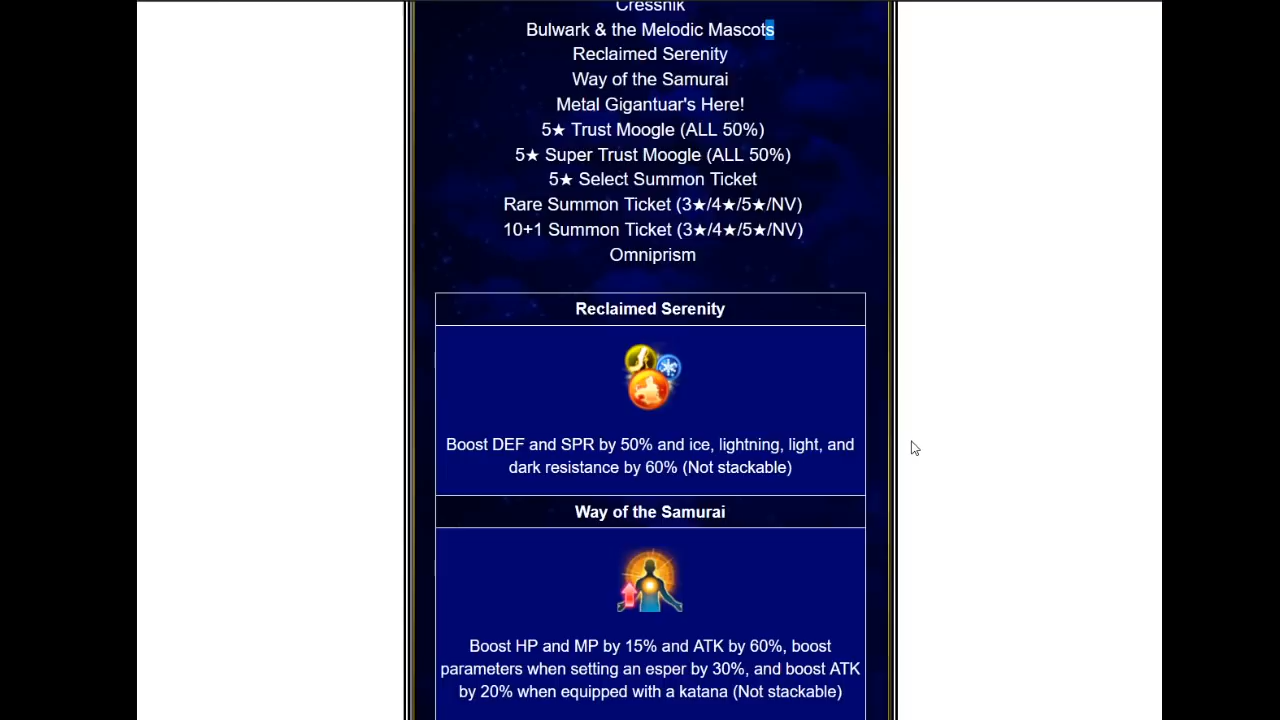 Cressnik
Bulwark & the Melodic Mascots
Reclaimed Serenity
Way of the Samurai
Metal Gigantuar's Here!
5★ Trust Moogle (ALL 50%)
5★ Super Trust Moogle (ALL 50%)
5★ Select Summon Ticket
Rare Summon Ticket (3★/4★/5★/NV)
10+1 Summon Ticket (3★/4★/5★/NV)
Omniprism
Reclaimed Serenity
Boost DEF and SPR by 50% and ice, lightning, light, and
dark resistance by 60% (Not stackable)
Way of the Samurai
Boost HP and MP by 15% and ATK by 60%, boost
parameters when setting an esper by 30%, and boost ATK
by 20% when equipped with a katana (Not stackable)